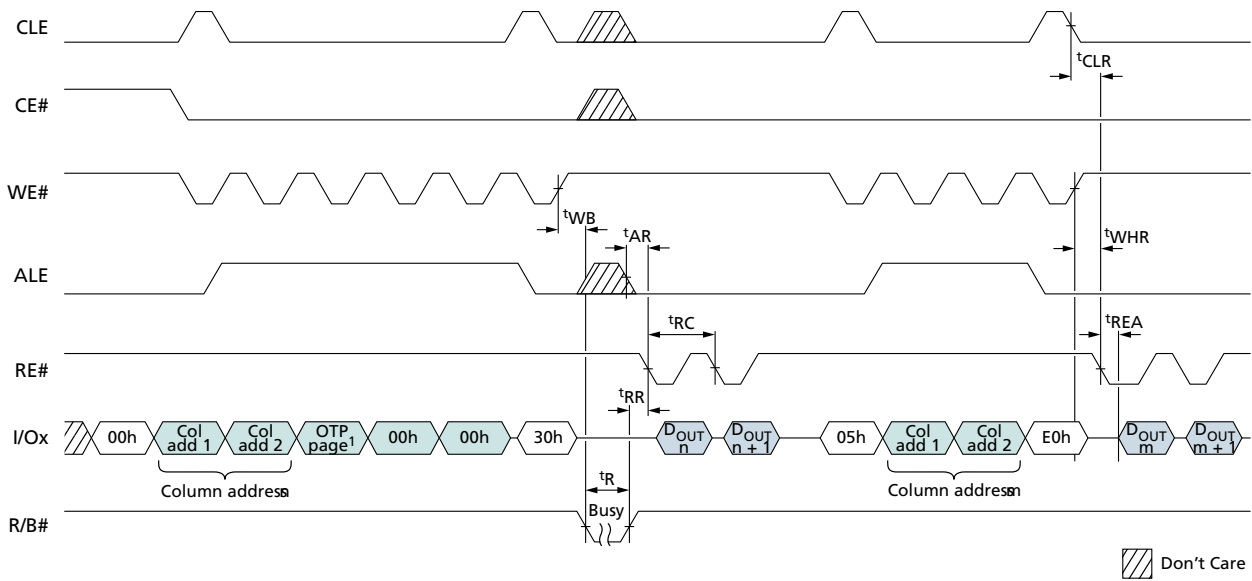 CLE
tCLR
CE#
WE#
tWB
tAR
tWHR
ALE
tRC
tREA
RE#
tRR
I/Ox
00h
Col add 1
Col add 2
OTP page1
00h
00h
30h
DOUT n
DOUT n + 1
05h
Col add 1
Col add 2
E0h
DOUT m
DOUT m + 1
Column address n
tR
Column address m
R/B#
Busy
Don't Care